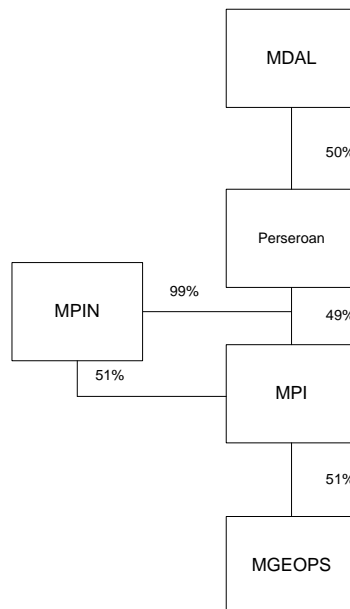 MDAL
50%
Perseroan
MPIN
99%
49%
51%
MPI
51%
MGEOPS